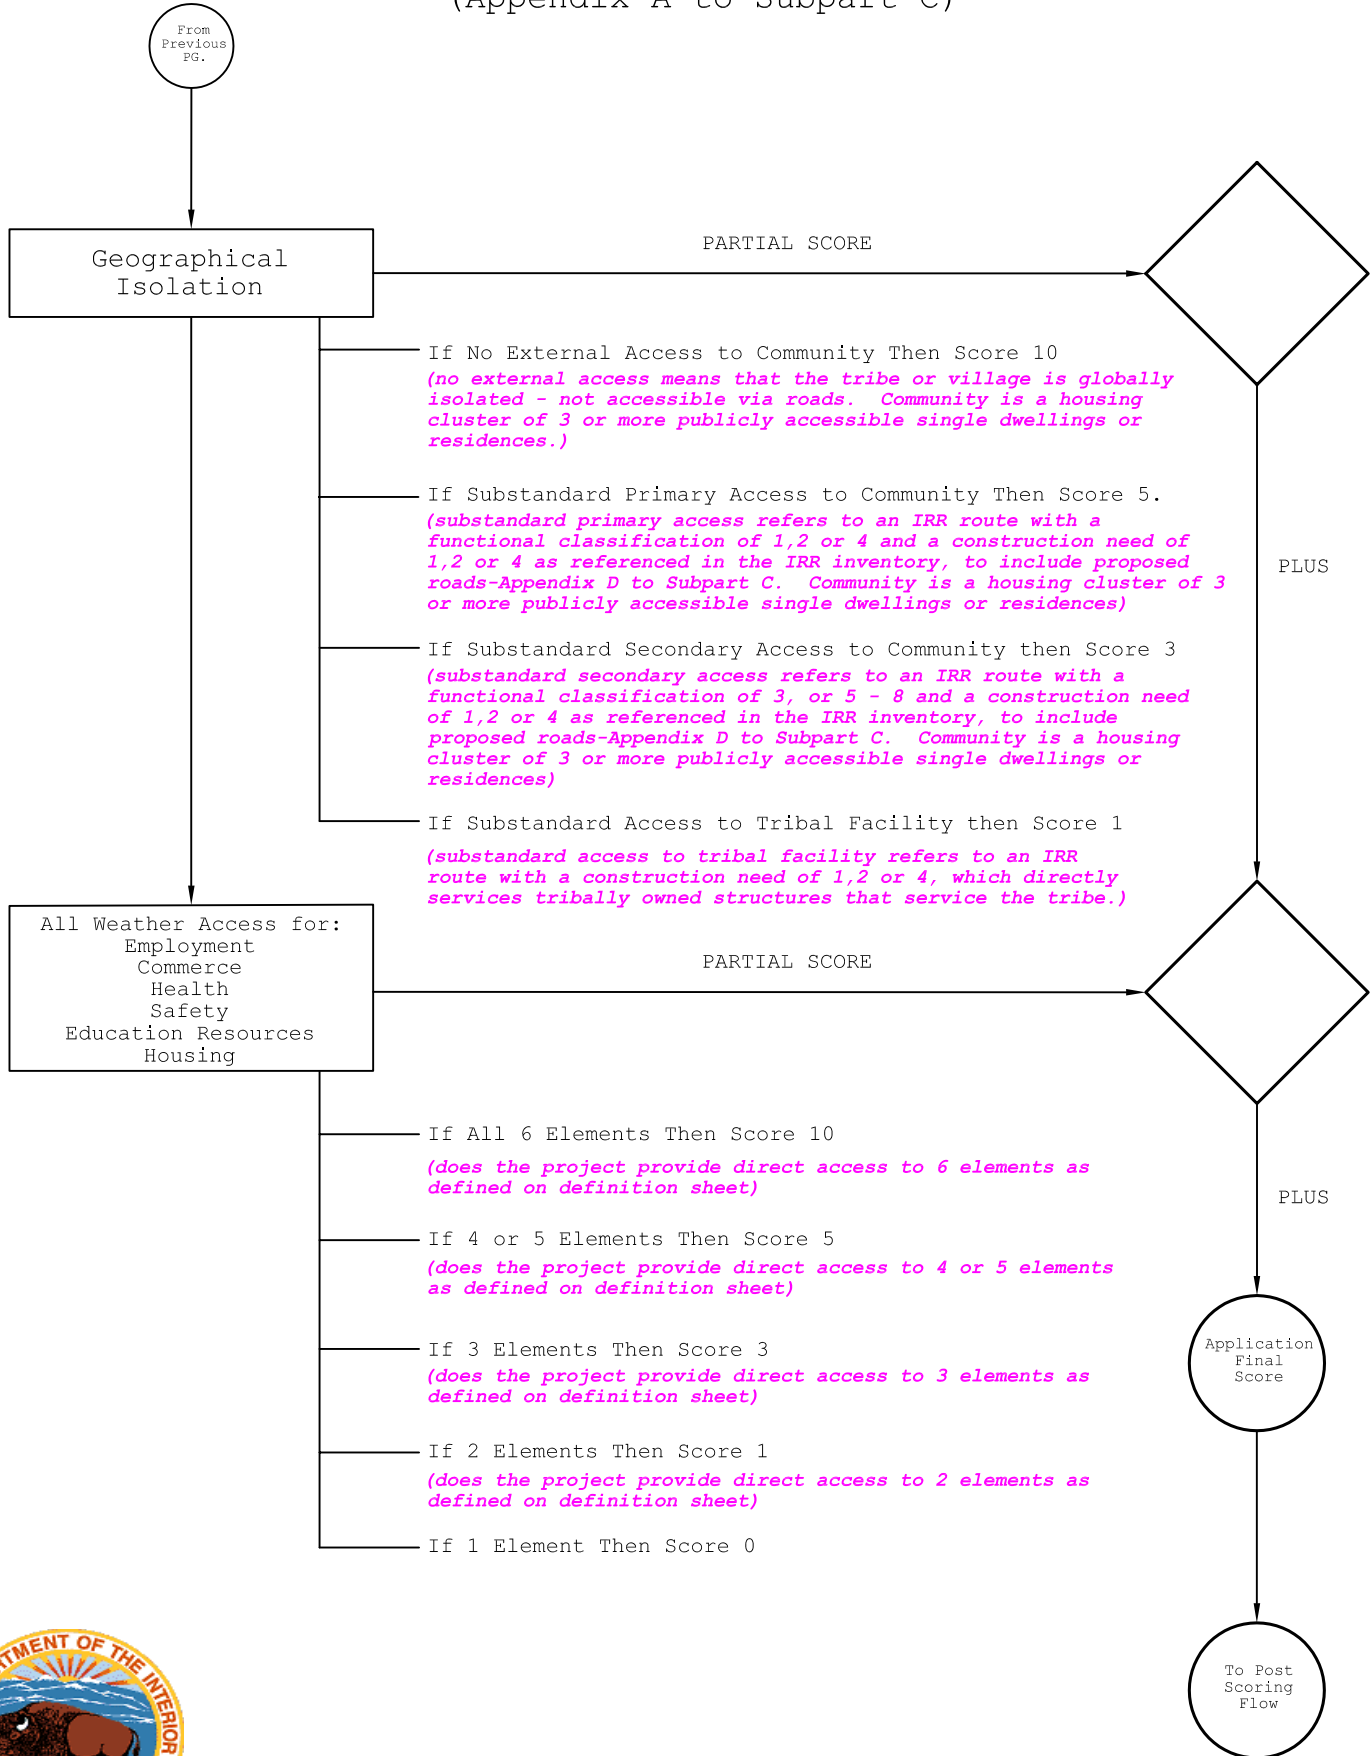 (Appendix A to Subpart C)
From
Previous
PG.
Geographical
Isolation
PARTIAL SCORE
If No External Access to Community Then Score 10
(no external access means that the tribe or village is globally
isolated - not accessible via roads.  Community is a housing
cluster of 3 or more publicly accessible single dwellings or
residences.)
If Substandard Primary Access to Community Then Score 5.
(substandard primary access refers to an IRR route with a
functional classification of 1,2 or 4 and a construction need of
1,2 or 4 as referenced in the IRR inventory, to include proposed
roads-Appendix D to Subpart C.  Community is a housing cluster of 3
or more publicly accessible single dwellings or residences)
PLUS
If Substandard Secondary Access to Community then Score 3
(substandard secondary access refers to an IRR route with a
functional classification of 3, or 5 - 8 and a construction need
of 1,2 or 4 as referenced in the IRR inventory, to include
proposed roads-Appendix D to Subpart C.  Community is a housing
cluster of 3 or more publicly accessible single dwellings or
residences)
If Substandard Access to Tribal Facility then Score 1
(substandard access to tribal facility refers to an IRR
route with a construction need of 1,2 or 4, which directly
services tribally owned structures that service the tribe.)
All Weather Access for:
Employment
Commerce
Health
Safety
Education Resources
Housing
PARTIAL SCORE
If All 6 Elements Then Score 10
(does the project provide direct access to 6 elements as
defined on definition sheet)
PLUS
If 4 or 5 Elements Then Score 5
(does the project provide direct access to 4 or 5 elements
as defined on definition sheet)
If 3 Elements Then Score 3
(does the project provide direct access to 3 elements as
defined on definition sheet)
Application
Final
Score
If 2 Elements Then Score 1
(does the project provide direct access to 2 elements as
defined on definition sheet)
If 1 Element Then Score 0
To Post
Scoring
Flow
OF THE INTERIOR